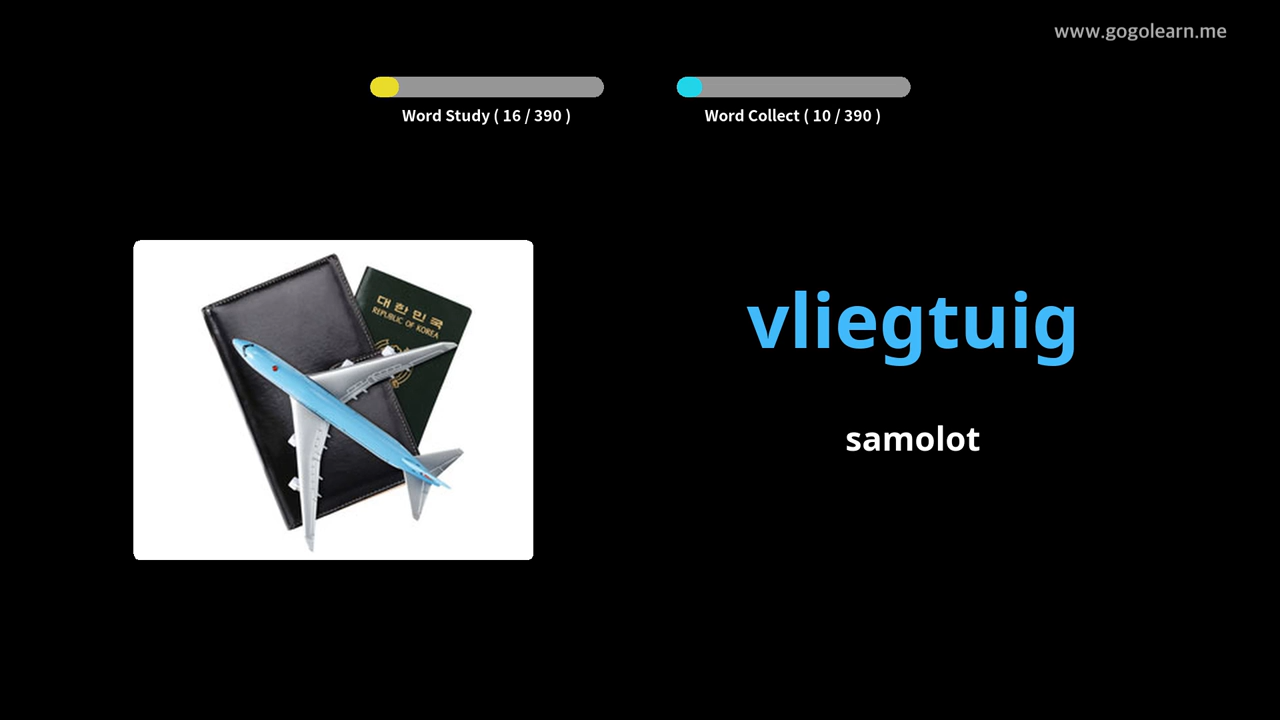 www.gogolearn.me
Word Study ( 16 / 390 )
Word Collect ( 10 / 390 )
대한민국
REPUBLIC OF KOREA
vliegtuig
samolot